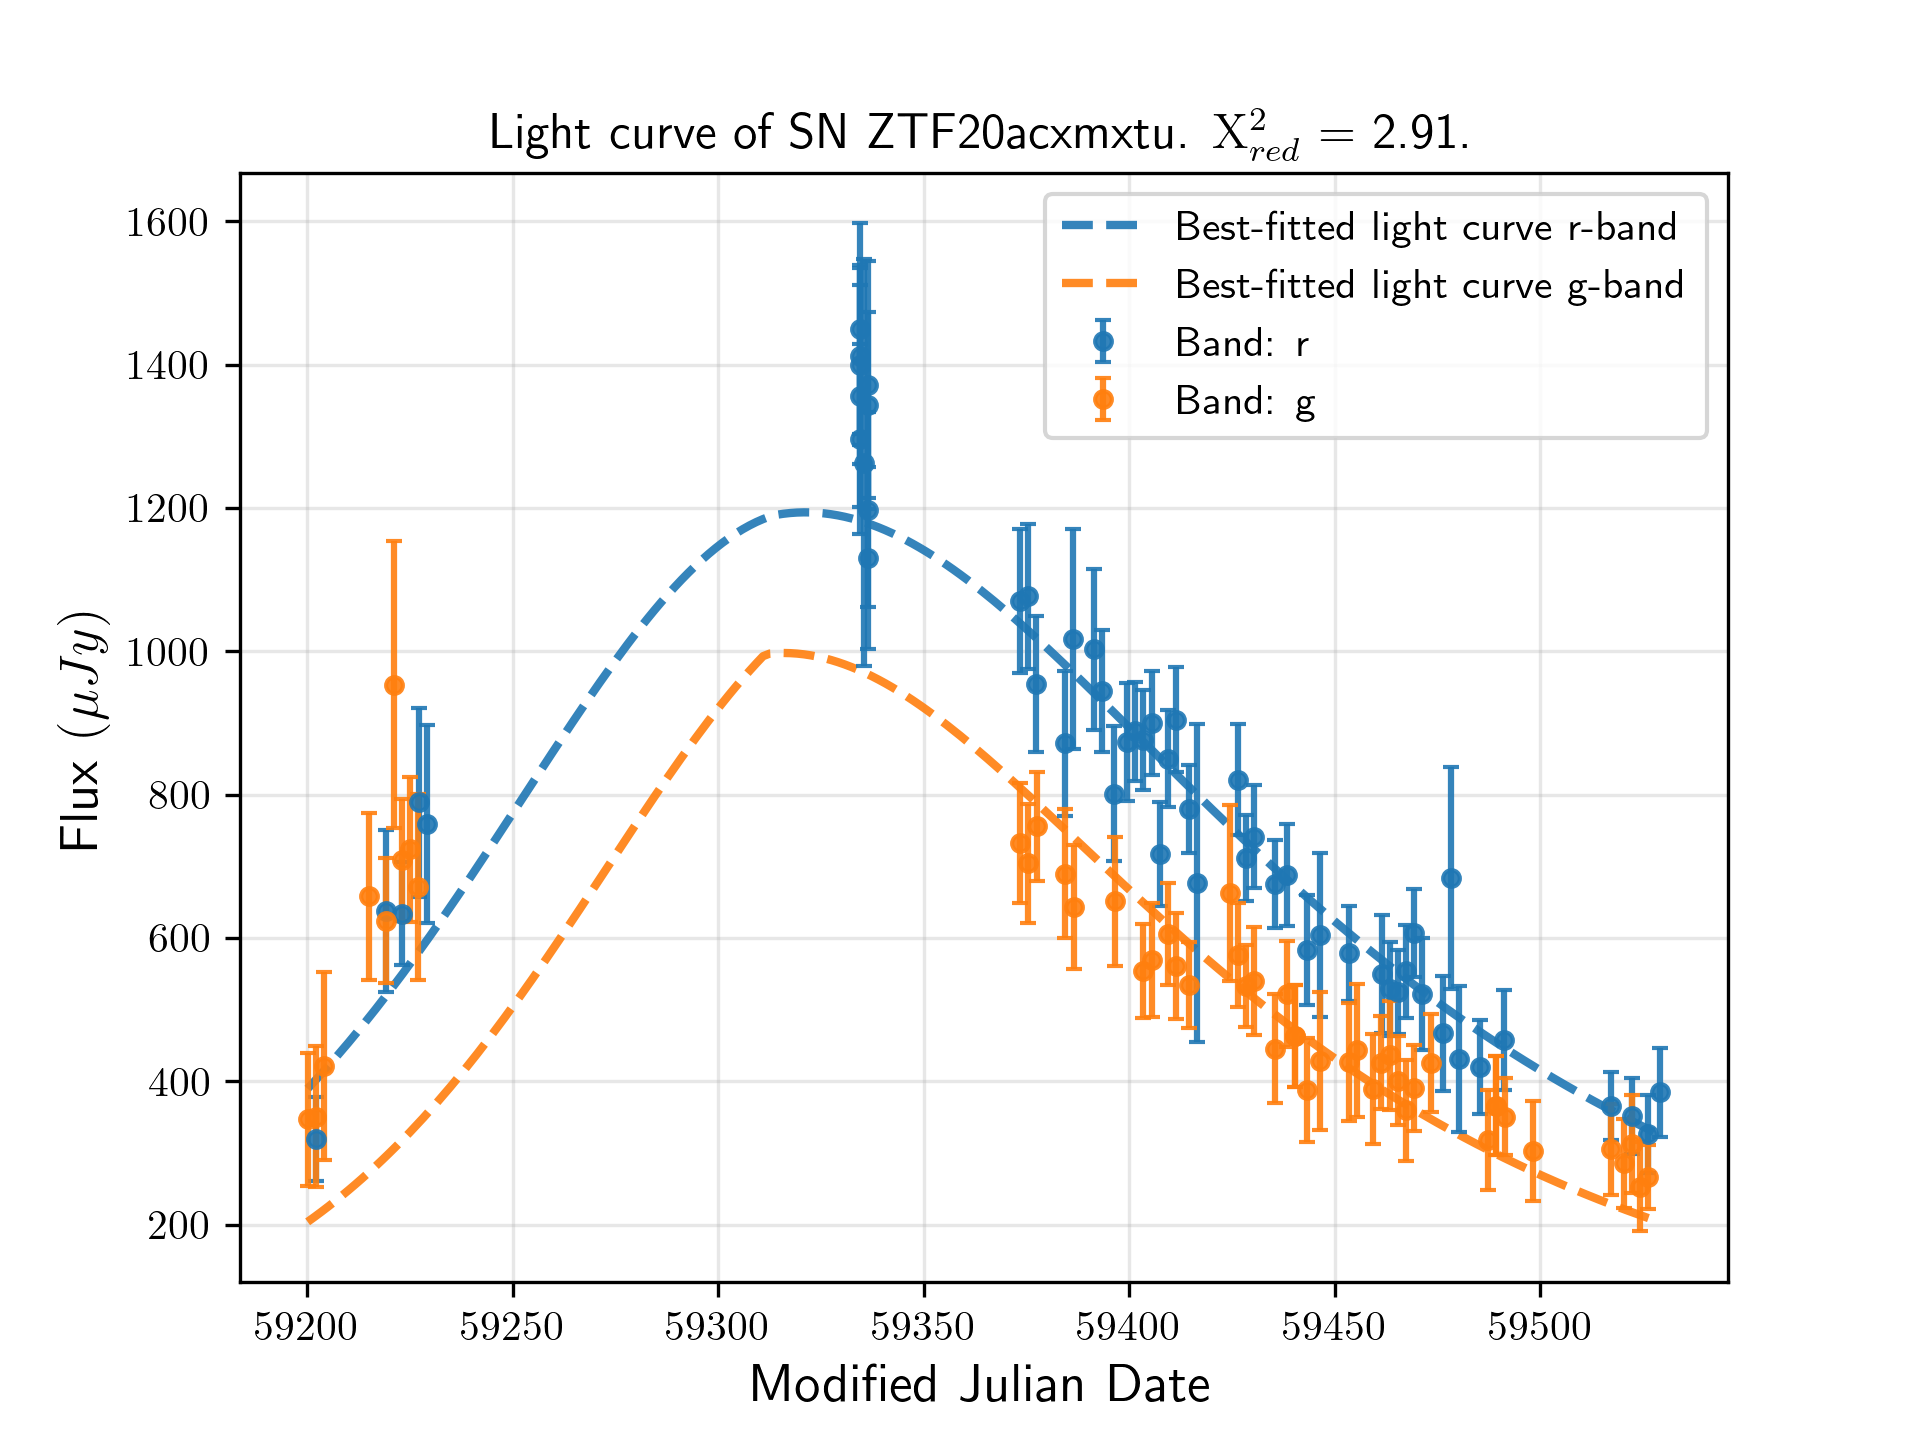 Light curve of SN ZTF20acxmxtu. X²_red = 2.91.
1600
1400
1200
1000
800
600
400
200
Flux (μJy)
59200 59250 59300 59350 59400 59450 59500
Modified Julian Date
Best-fitted light curve r-band
Best-fitted light curve g-band
Band: r
Band: g